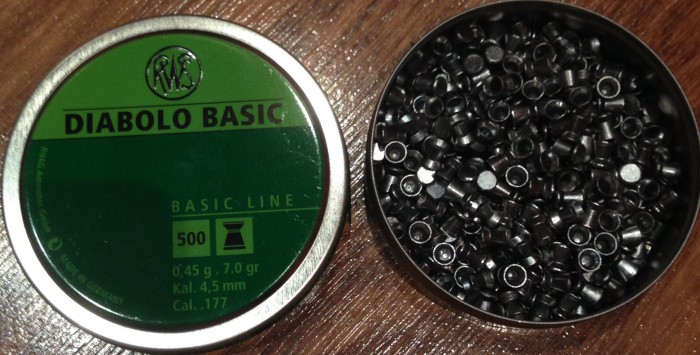 RWS
DIABOLO BASIC
BASIC LINE
500
0,45 g . 7.0 gr
Kal. 4,5 mm
Cal. .177
MADE IN GERMANY